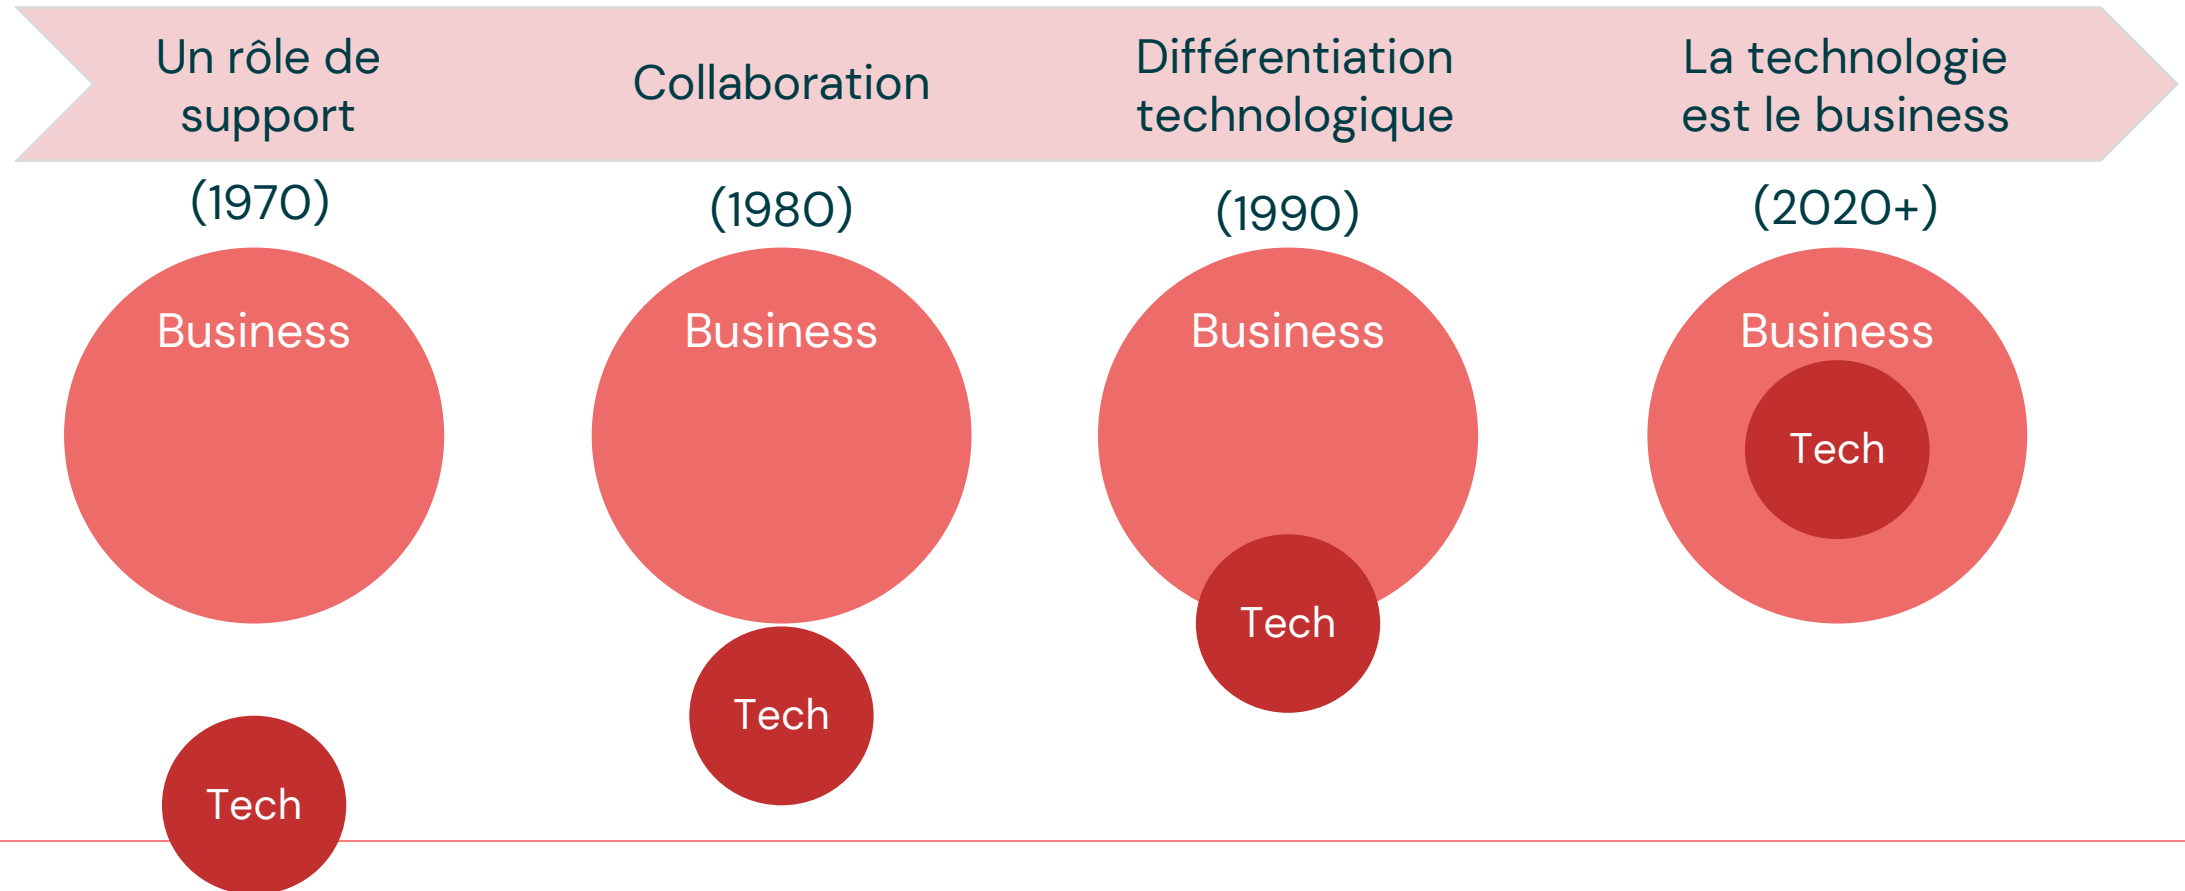 Un rôle de
support
Collaboration
Différentiation
technologique
La technologie
est le business
(1970)
(1980)
(1990)
(2020+)
Business
Business
Business
Business
Tech
Tech
Tech
Tech